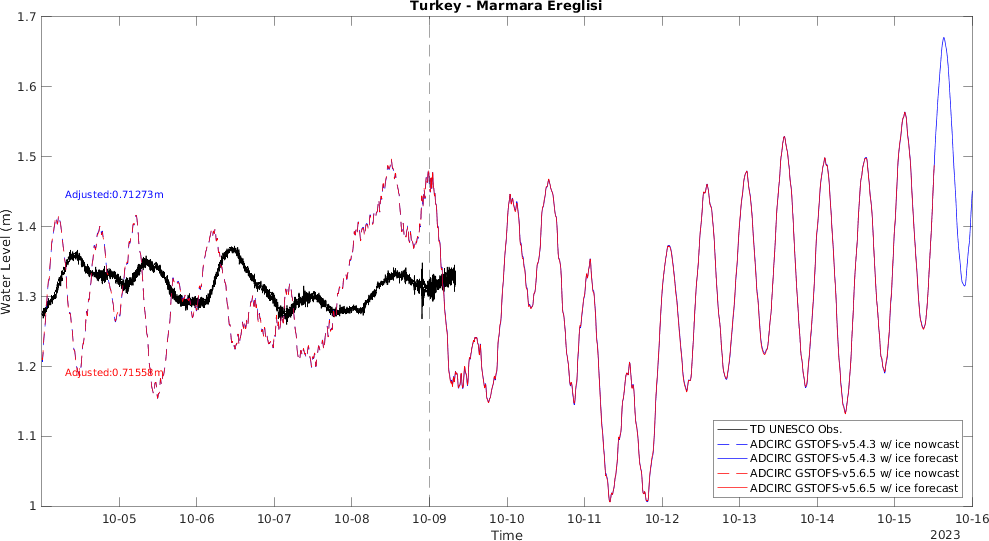 Turkey - Marmara Ereglisi
1.7
1.6
1.5
1.4
1.3
1.2
1.1
1
Water Level (m)
Adjusted:0.71273m
Adjusted:0.71558m
TD UNESCO Obs.
ADCIRC GSTOFS-v5.4.3 w/ ice nowcast
ADCIRC GSTOFS-v5.4.3 w/ ice forecast
ADCIRC GSTOFS-v5.6.5 w/ ice nowcast
ADCIRC GSTOFS-v5.6.5 w/ ice forecast
10-05 10-06 10-07 10-08 10-09 10-10 10-11 10-12 10-13 10-14 10-15 10-16
Time
2023